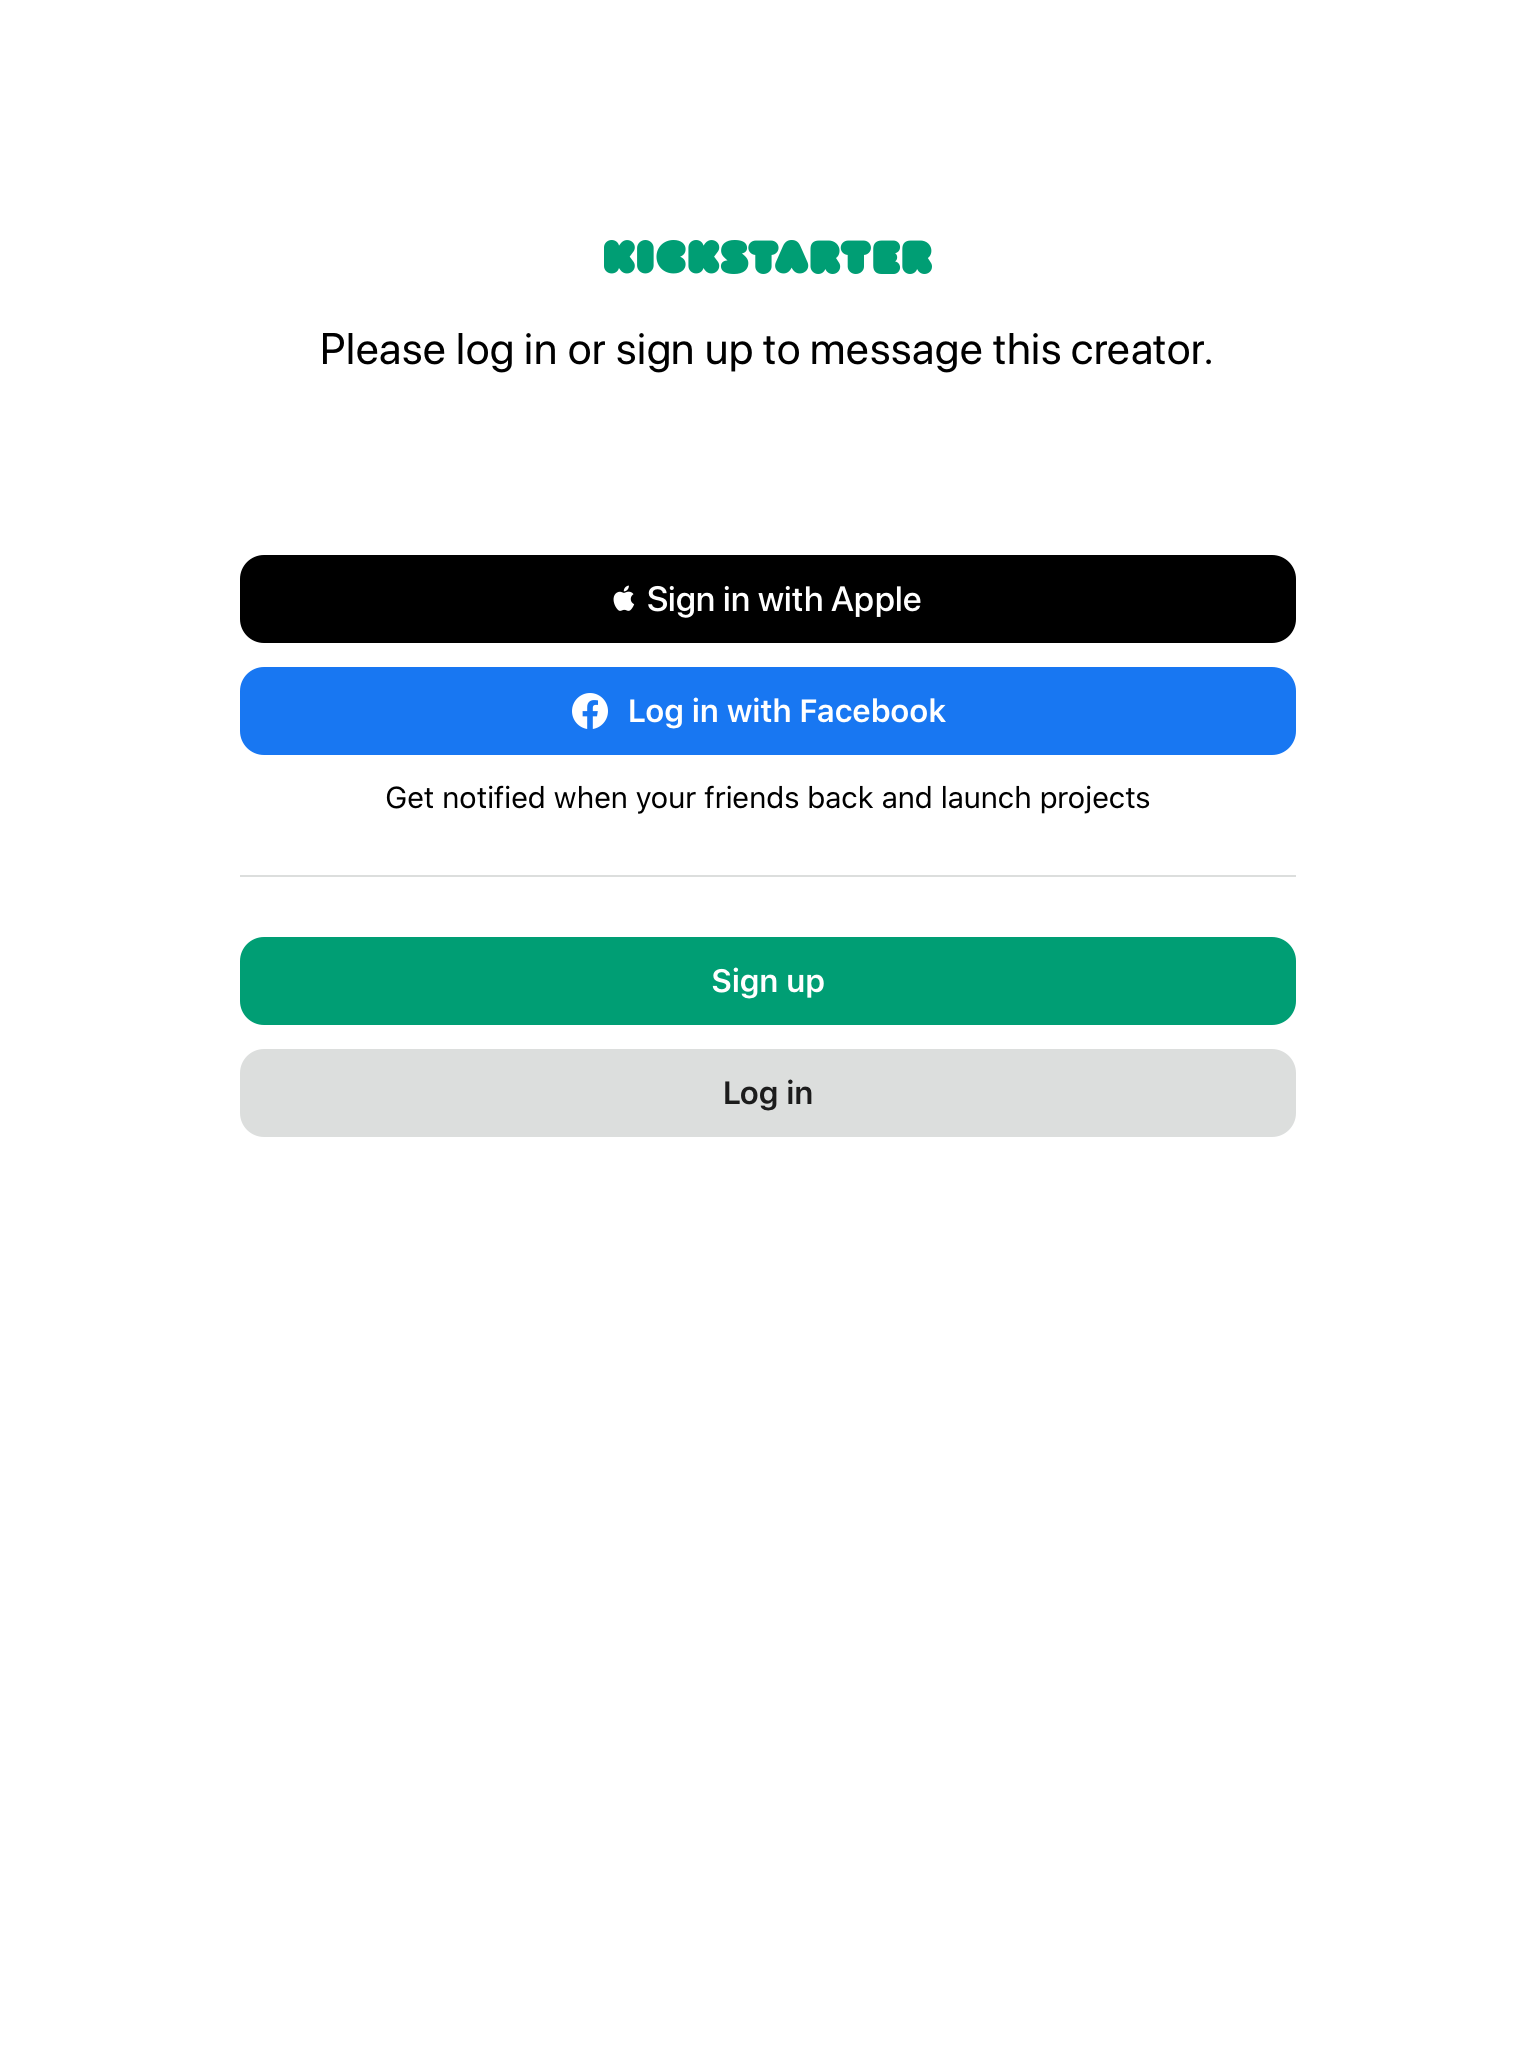 KICKSTARTER
Please log in or sign up to message this creator.
Sign in with Apple
Log in with Facebook
Get notified when your friends back and launch projects
Sign up
Log in